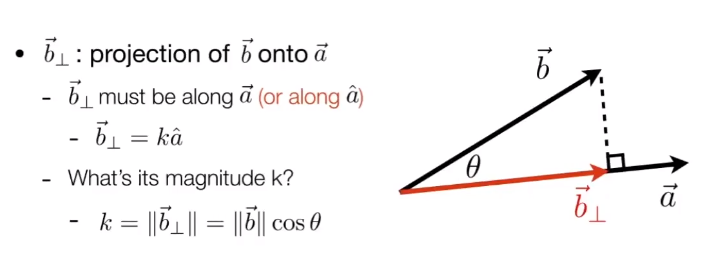 • $\vec{b}_\perp$ : projection of $\vec{b}$ onto $\vec{a}$
- $\vec{b}_\perp$ must be along $\vec{a}$ (or along $\hat{a}$)
- $\vec{b}_\perp = k\hat{a}$
- What's its magnitude k?
- $k = \|\vec{b}_\perp\| = \|\vec{b}\| \cos\theta$
$\vec{b}$
$\theta$
$\vec{b}_\perp$
$\vec{a}$